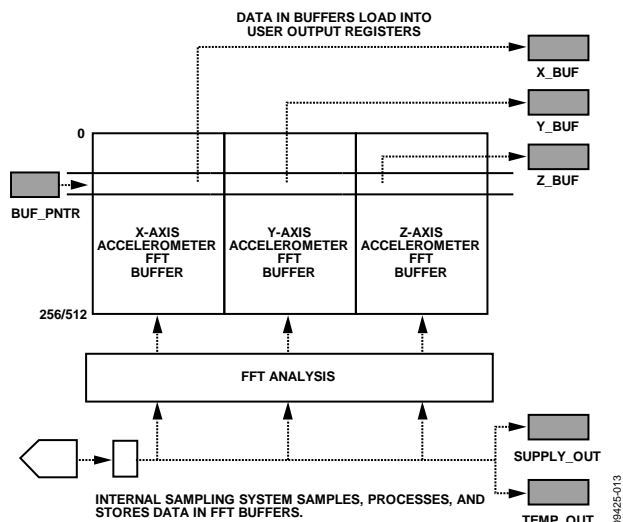 DATA IN BUFFERS LOAD INTO
USER OUTPUT REGISTERS
X_BUF
Y_BUF
0
Z_BUF
BUF_PNTR
X-AXIS
ACCELEROMETER
FFT
BUFFER
Y-AXIS
ACCELEROMETER
FFT
BUFFER
Z-AXIS
ACCELEROMETER
FFT
BUFFER
256/512
FFT ANALYSIS
SUPPLY_OUT
INTERNAL SAMPLING SYSTEM SAMPLES, PROCESSES, AND
STORES DATA IN FFT BUFFERS.
TEMP_OUT
09425-013